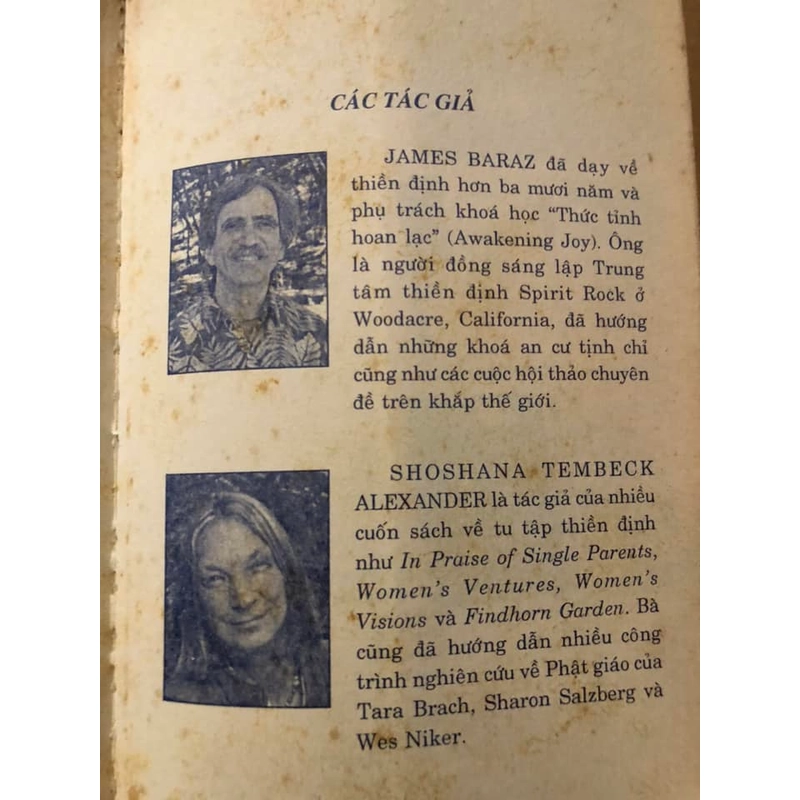 CÁC TÁC GIẢ
JAMES BARAZ đã dạy về
thiền định hơn ba mươi năm và
phụ trách khoá học “Thức tỉnh
hoan lạc” (Awakening Joy). Ông
là người đồng sáng lập Trung
tâm thiền định Spirit Rock ở
Woodacre, California, đã hướng
dẫn những khoá an cư tịnh chỉ
cũng như các cuộc hội thảo chuyên
đề trên khắp thế giới.
SHOSHANA TEMBECK
ALEXANDER là tác giả của nhiều
cuốn sách về tu tập thiền định
như In Praise of Single Parents,
Women’s Ventures, Women’s
Visions và Findhorn Garden. Bà
cũng đã hướng dẫn nhiều công
trình nghiên cứu về Phật giáo của
Tara Brach, Sharon Salzberg và
Wes Niker.